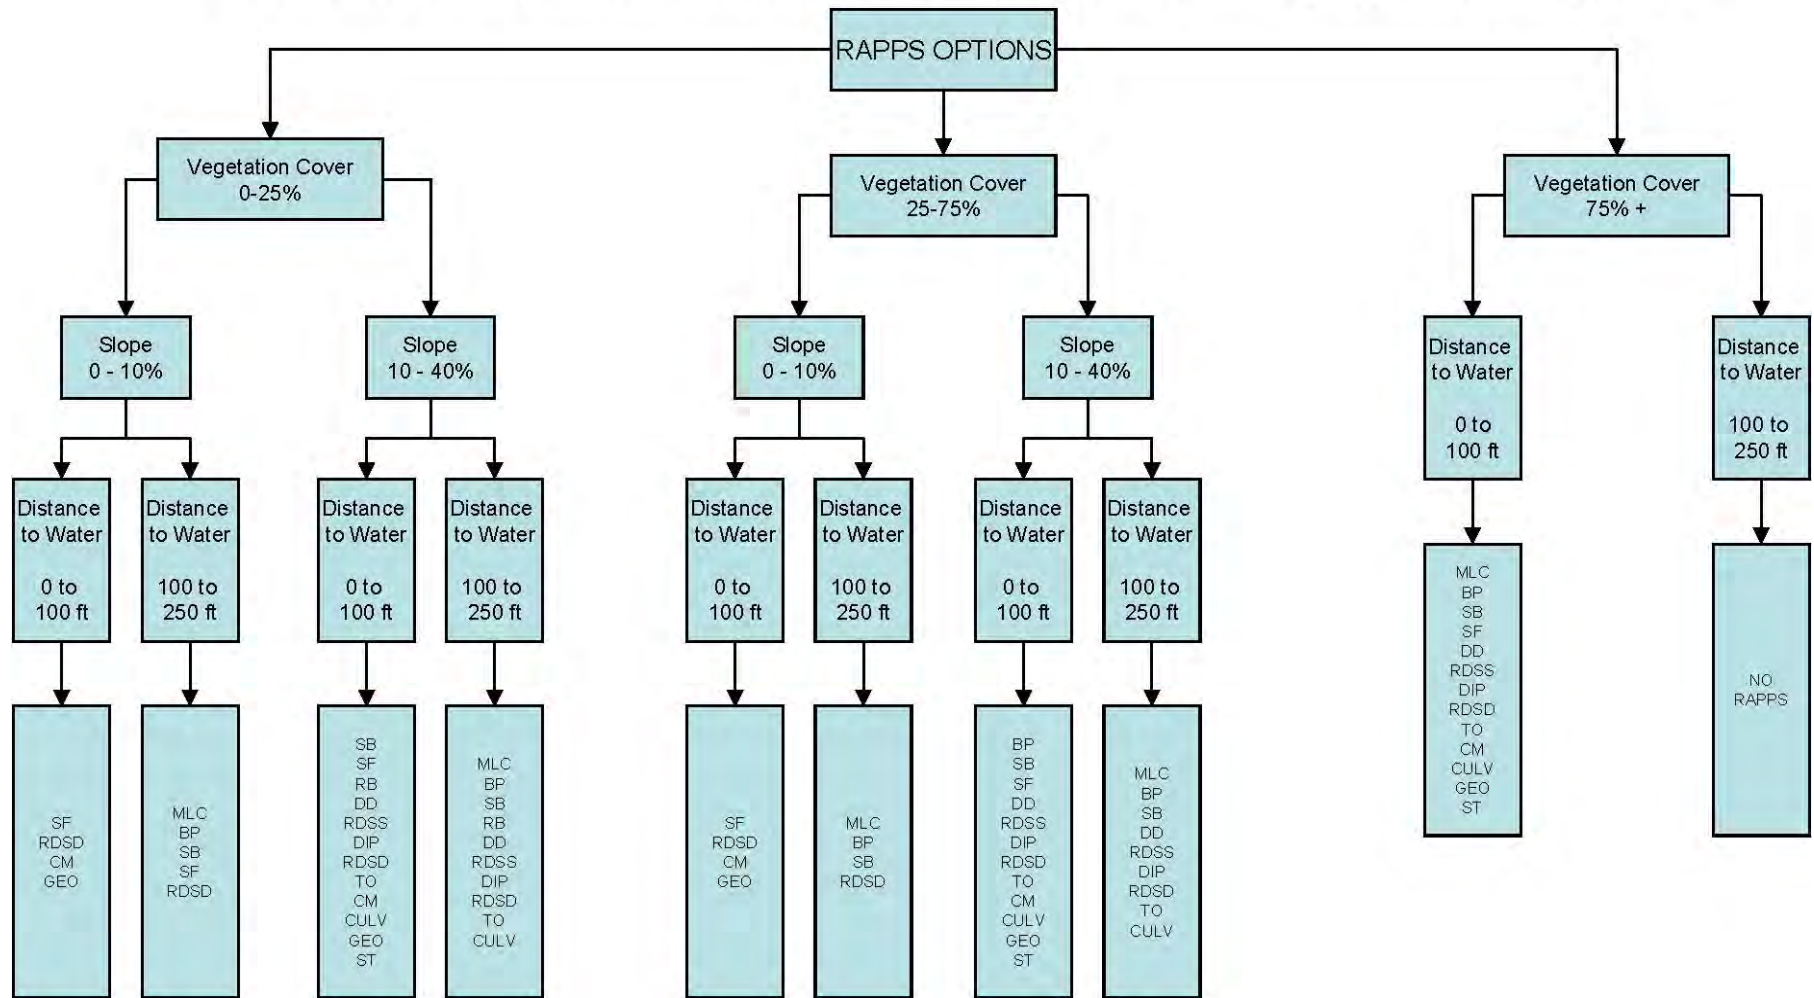 RAPPS OPTIONS
Vegetation Cover
0-25%
Vegetation Cover
25-75%
Vegetation Cover
75% +
Slope
0 - 10%
Slope
10 - 40%
Slope
0 - 10%
Slope
10 - 40%
Distance
to Water
0 to
100 ft
Distance
to Water
100 to
250 ft
Distance
to Water
0 to
100 ft
Distance
to Water
100 to
250 ft
Distance
to Water
0 to
100 ft
Distance
to Water
100 to
250 ft
Distance
to Water
0 to
100 ft
Distance
to Water
100 to
250 ft
Distance
to Water
0 to
100 ft
Distance
to Water
100 to
250 ft
SF
RDSD
CM
GEO
MLC
BP
SB
SF
RDSD
SB
SF
RB
DD
RDSS
DIP
RDSD
TO
CM
CULV
GEO
ST
MLC
BP
SB
RB
DD
RDSS
DIP
RDSD
TO
CULV
SF
RDSD
CM
GEO
MLC
BP
SB
RDSD
BP
SB
SF
DD
RDSS
DIP
RDSD
TO
CM
CULV
GEO
ST
MLC
BP
SB
DD
RDSS
DIP
RDSD
TO
CULV
MLC
BP
SB
SF
DD
RDSS
DIP
RDSD
TO
CM
CULV
GEO
ST
NO
RAPPS